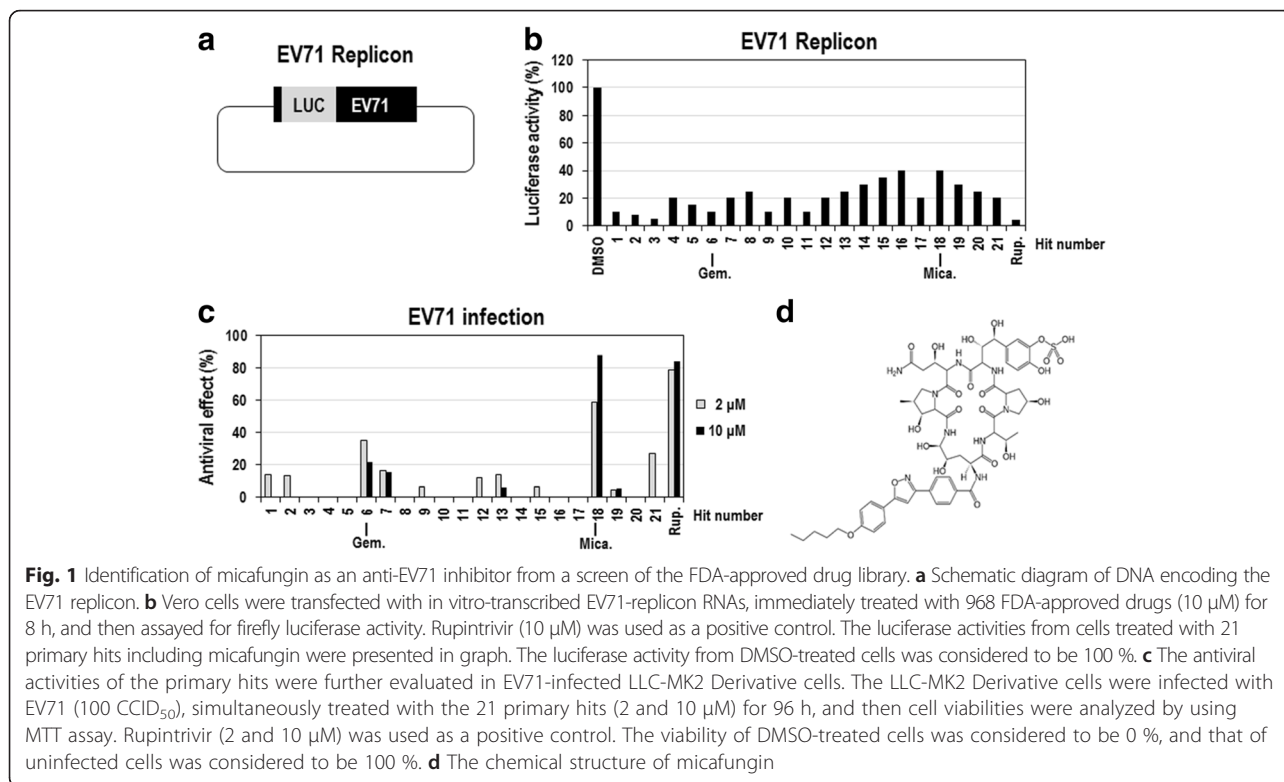 a
EV71 Replicon
LUC EV71
b
EV71 Replicon
Luciferase activity (%)
120
100
80
60
40
20
0
DMSO 1 2 3 4 5 6 7 8 9 10 11 12 13 14 15 16 17 18 19 20 21 Rup. Hit number
Gem. Mica.
c
EV71 infection
Antiviral effect (%)
100
80
60
40
20
0
2 µM
10 µM
1 2 3 4 5 6 7 8 9 10 11 12 13 14 15 16 17 18 19 20 21 Rup. Hit number
Gem. Mica.
d
Fig. 1 Identification of micafungin as an anti-EV71 inhibitor from a screen of the FDA-approved drug library. a Schematic diagram of DNA encoding the
EV71 replicon. b Vero cells were transfected with in vitro-transcribed EV71-replicon RNAs, immediately treated with 968 FDA-approved drugs (10 µM) for
8 h, and then assayed for firefly luciferase activity. Rupintrivir (10 µM) was used as a positive control. The luciferase activities from cells treated with 21
primary hits including micafungin were presented in graph. The luciferase activity from DMSO-treated cells was considered to be 100 %. c The antiviral
activities of the primary hits were further evaluated in EV71-infected LLC-MK2 Derivative cells. The LLC-MK2 Derivative cells were infected with
EV71 (100 CCID50), simultaneously treated with the 21 primary hits (2 and 10 µM) for 96 h, and then cell viabilities were analyzed by using
MTT assay. Rupintrivir (2 and 10 µM) was used as a positive control. The viability of DMSO-treated cells was considered to be 0 %, and that of
uninfected cells was considered to be 100 %. d The chemical structure of micafungin